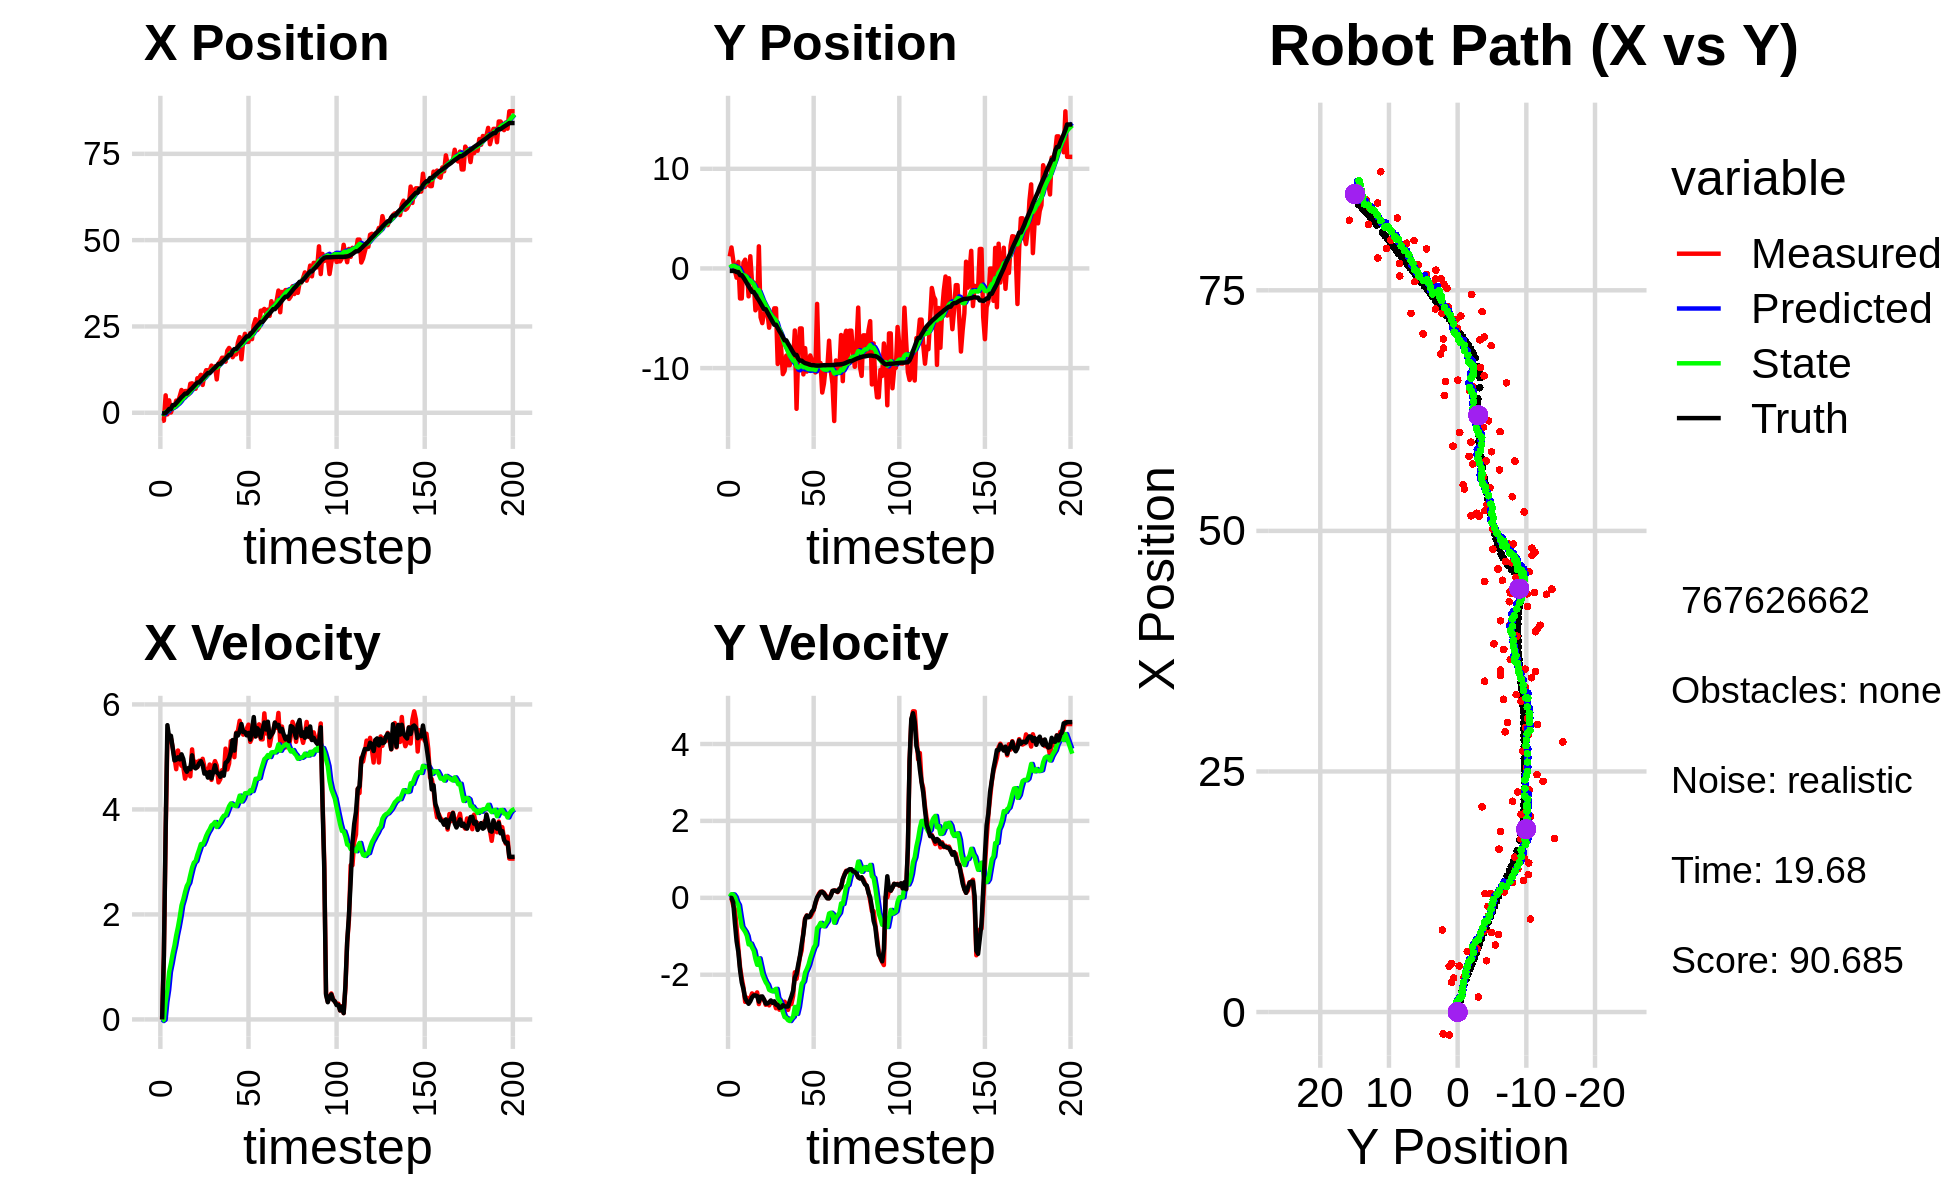 X Position
75
50
25
0
0
50
100
150
200
timestep
Y Position
10
0
-10
0
50
100
150
200
timestep
X Velocity
6
4
2
0
0
50
100
150
200
timestep
Y Velocity
4
2
0
-2
0
50
100
150
200
timestep
Robot Path (X vs Y)
X Position
75
50
25
0
20 10 0 -10 -20
Y Position
variable
Measured
Predicted
State
Truth
767626662
Obstacles: none
Noise: realistic
Time: 19.68
Score: 90.685